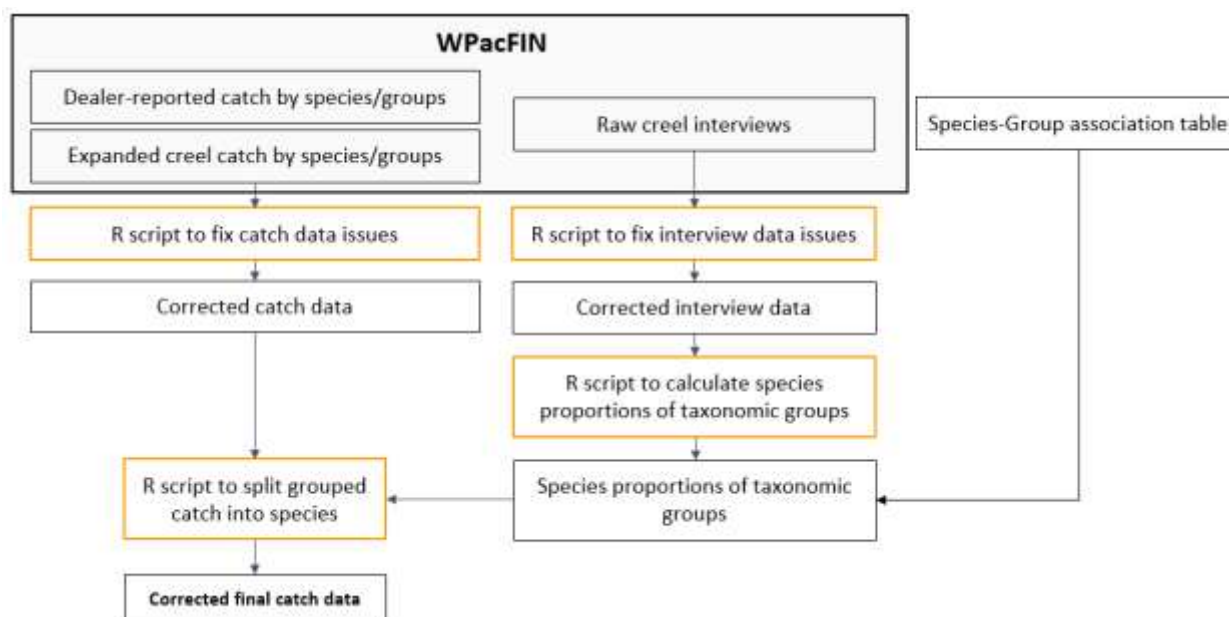 WPacFIN
Dealer-reported catch by species/groups
Expanded creel catch by species/groups
Raw creel interviews
Species-Group association table
R script to fix catch data issues
R script to fix interview data issues
Corrected catch data
Corrected interview data
R script to calculate species
proportions of taxonomic groups
R script to split grouped
catch into species
Species proportions of taxonomic
groups
Corrected final catch data